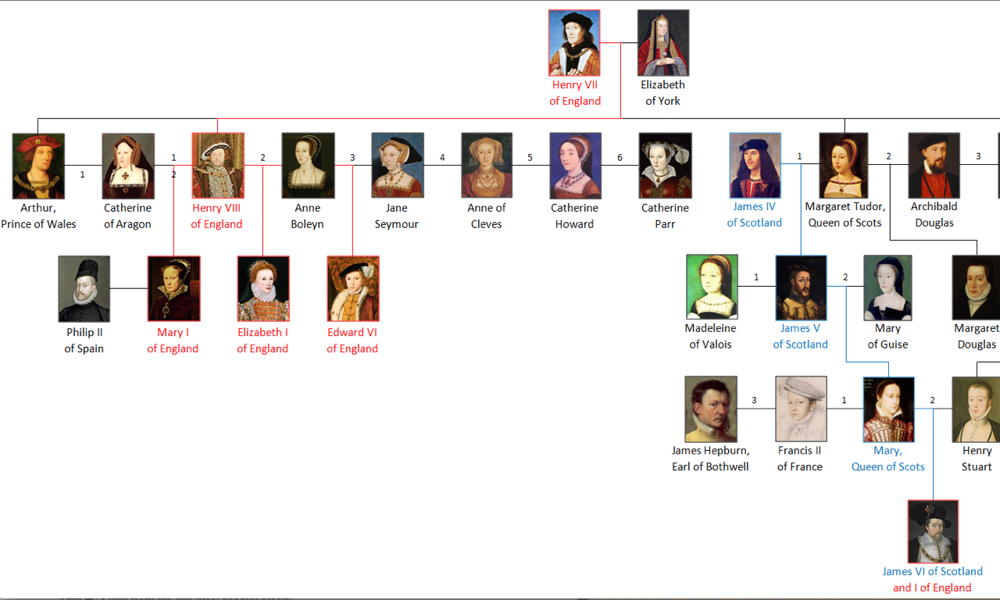 Henry VII
of England
Elizabeth
of York
1
1
2
2
3
4
5
6
1
2
3
Arthur,
Prince of Wales
Catherine
of Aragon
Henry VIII
of England
Anne
Boleyn
Jane
Seymour
Anne of
Cleves
Catherine
Howard
Catherine
Parr
James IV
of Scotland
Margaret Tudor,
Queen of Scots
Archibald
Douglas
1
2
Philip II
of Spain
Mary I
of England
Elizabeth I
of England
Edward VI
of England
Madeleine
of Valois
James V
of Scotland
Mary
of Guise
Margaret
Douglas
3
1
2
James Hepburn,
Earl of Bothwell
Francis II
of France
Mary,
Queen of Scots
Henry
Stuart
James VI of Scotland
and I of England